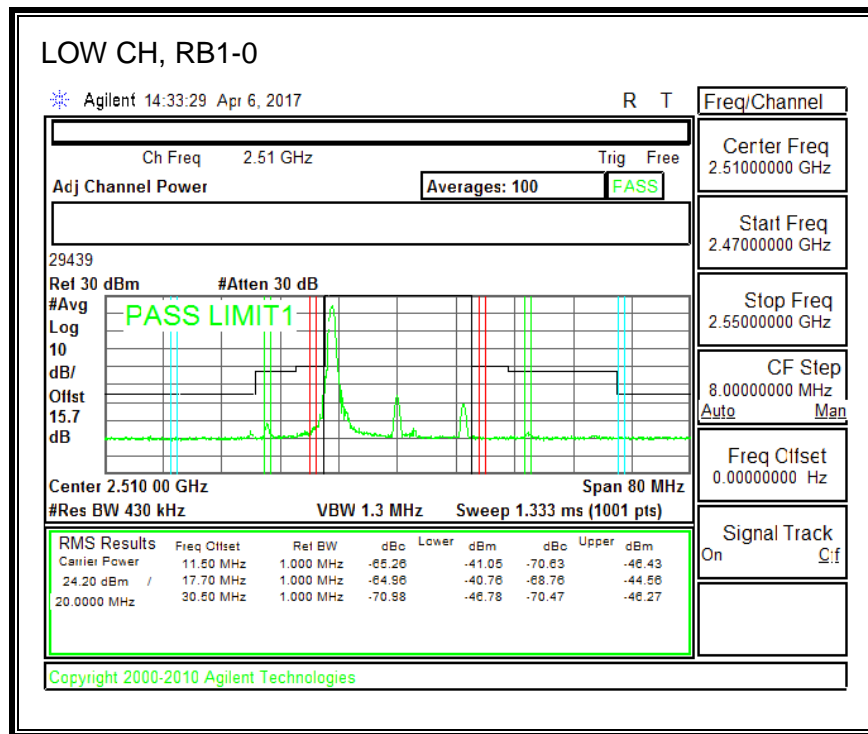 LOW CH, RB1-0
Agilent 14:33:29 Apr 6, 2017 R T
Freq/Channel
Ch Freq 2.51 GHz Trig Free
Adj Channel Power Averages: 100 PASS
Center Freq
2.51000000 GHz
Start Freq
2.47000000 GHz
Stop Freq
2.55000000 GHz
CF Step
8.00000000 MHz
Auto Man
Freq Offset
0.00000000 Hz
Signal Track
On Off
29439
Ref 30 dBm #Atten 30 dB
#Avg
Log
10
dB/
Offst
15.7
dB
PASS LIMIT1
Center 2.510 00 GHz Span 80 MHz
#Res BW 430 kHz VBW 1.3 MHz Sweep 1.333 ms (1001 pts)
RMS Results Freq Offset Ref BW dBc Lower dBm dBc Upper dBm
Carrier Power 11.50 MHz 1.000 MHz -65.26 -41.05 -70.63 -46.43
24.20 dBm / 17.70 MHz 1.000 MHz -64.96 -40.76 -68.76 -44.56
20.0000 MHz 30.50 MHz 1.000 MHz -70.98 -46.78 -70.47 -46.27
Copyright 2000-2010 Agilent Technologies